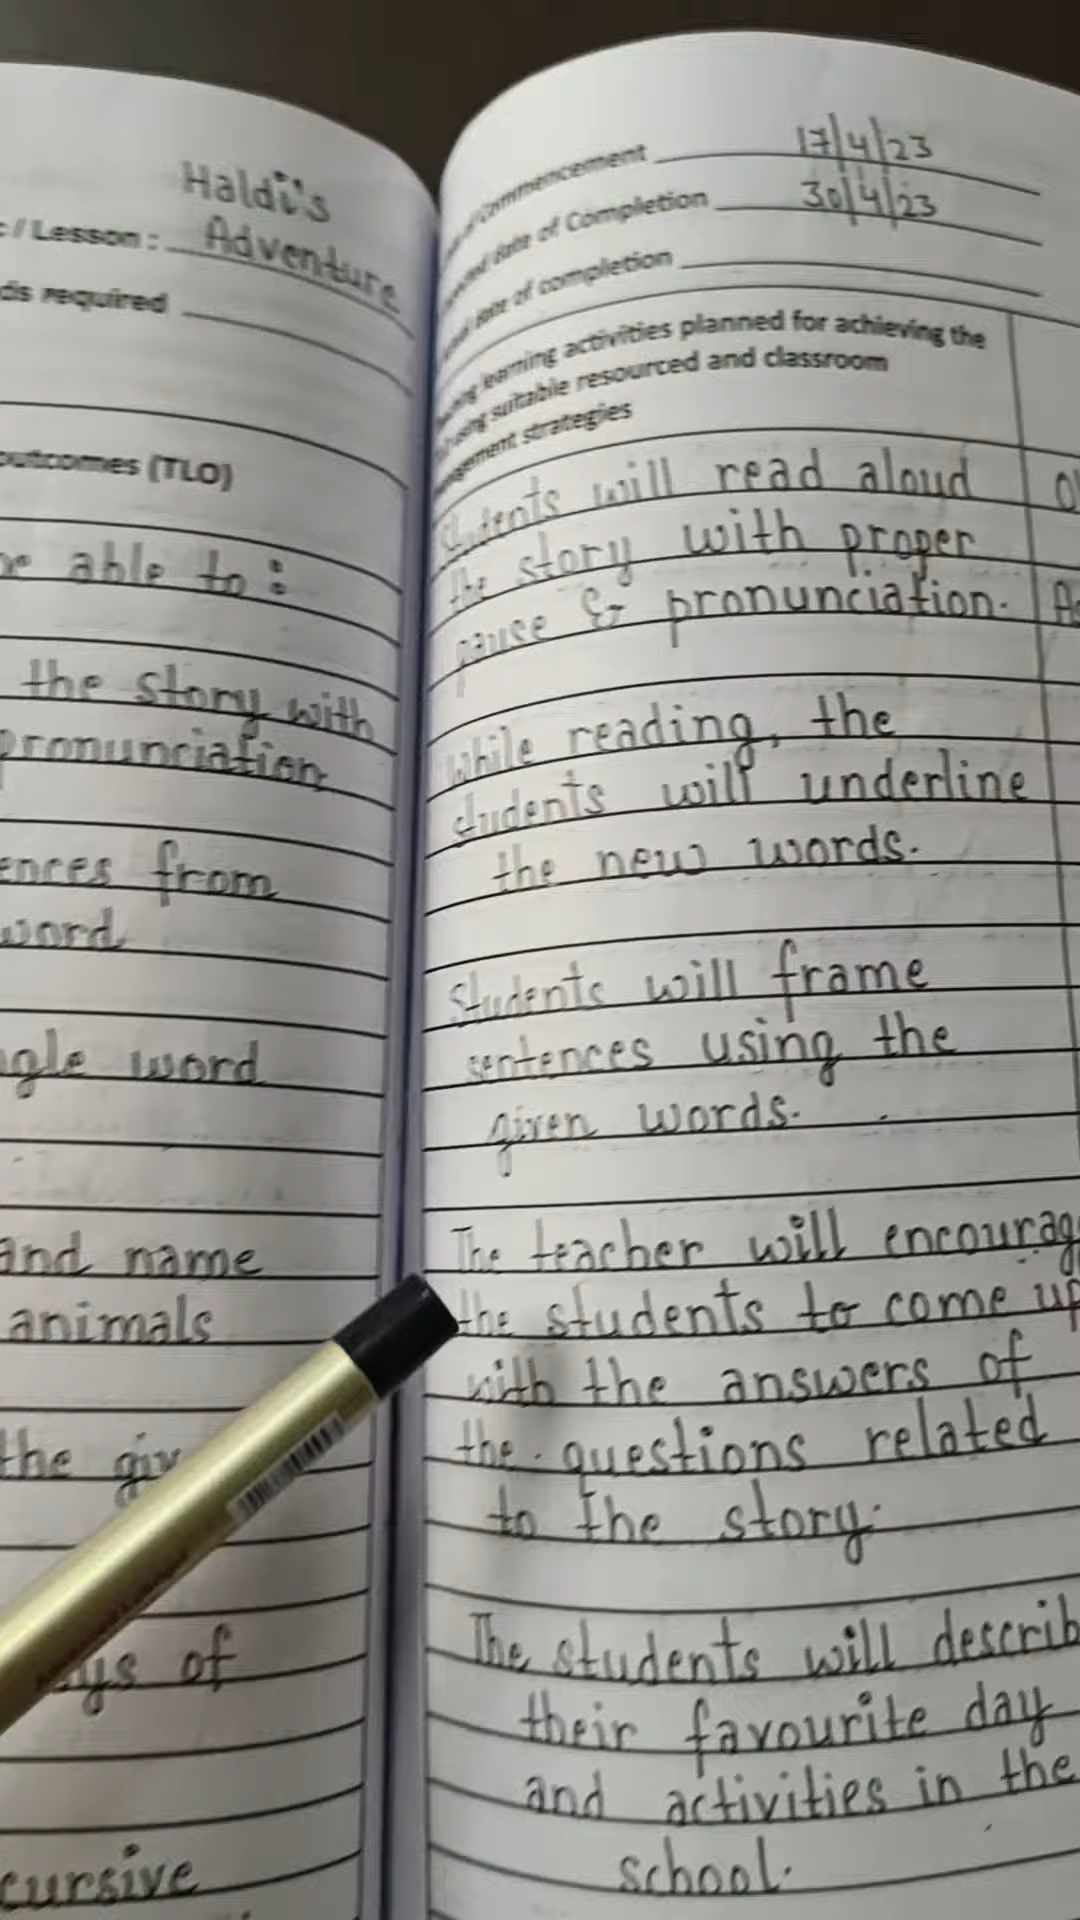 Haldi's
/ Lesson : Adventure
required
outcomes (TLO)
able to :
the story with
pronunciation
from
word
word
and name
animals
the
of
cursive
Commencement 17/4/23
date of Completion 30/4/23
date of completion
learning activities planned for achieving the
using suitable resourced and classroom
strategies
Students will read aloud
the story with proper
pause & pronunciation.
While reading, the
students will underline
the new words.
Students will frame
sentences using the
given words.
The teacher will encourag
the students to come up
with the answers of
the questions related
to the story.
The students will describ
their favourite day
and activities in the
school.